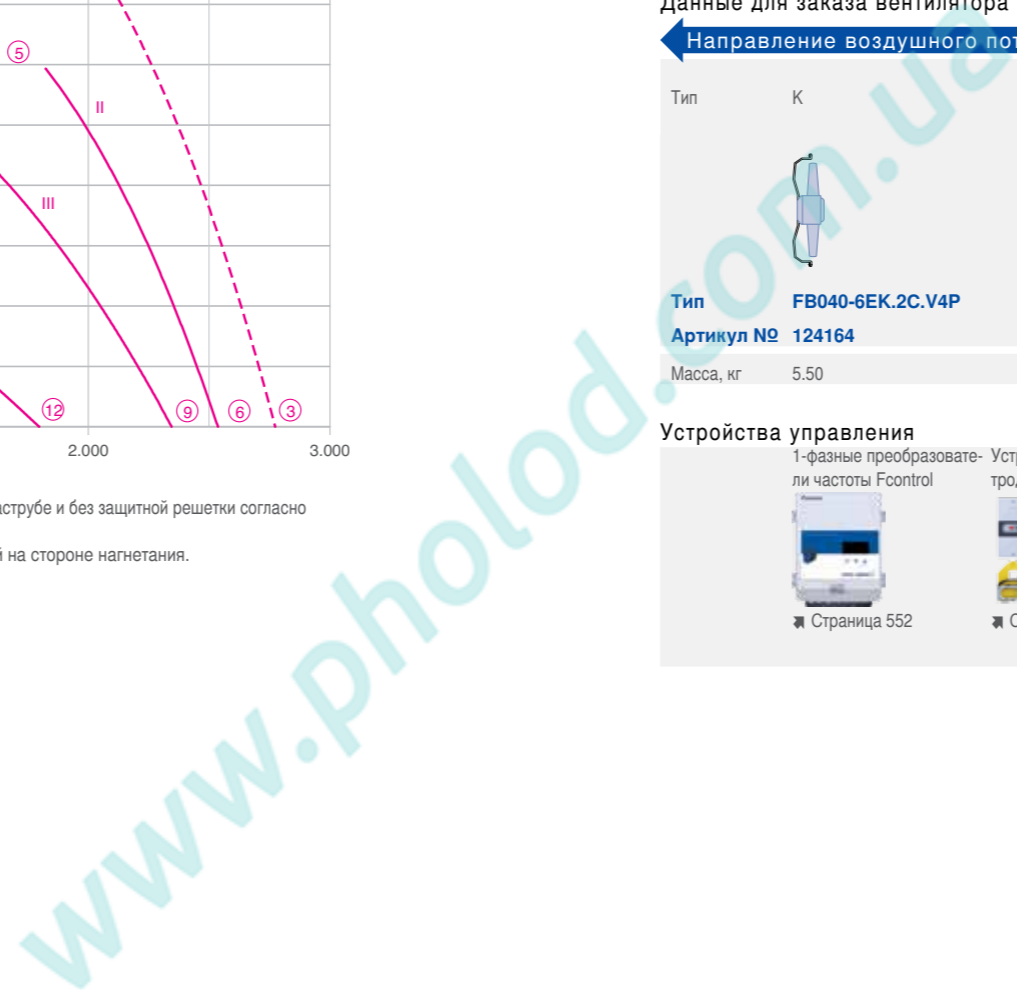 5
II
III
12
9
6
3
2.000
3.000
и без защитной решетки согласно
на стороне нагнетания.
Данные для заказа вентилятора
Направление воздушного
Тип K
Тип FB040-6EK.2C.V4P
Артикул № 124164
Масса, кг 5.50
Устройства управления
1-фазные преобразовате-
ли частоты Fcontrol
Страница 552
www.pholod.com.ua